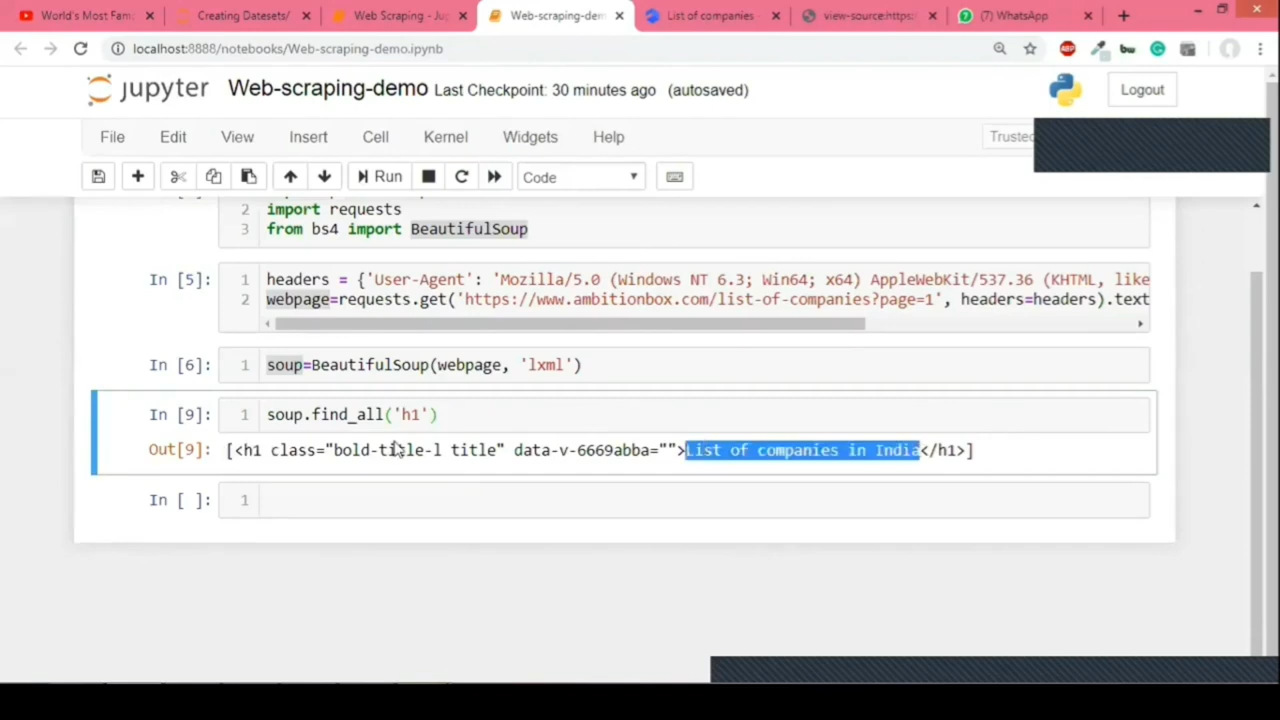 World's Most Fam
Creating Datesets/
Web Scraping - Jup
Web-scraping-dem
List of companies
view-source:https:
(7) WhatsApp
localhost:8888/notebooks/Web-scraping-demo.ipynb
ABP
jupyter Web-scraping-demo Last Checkpoint: 30 minutes ago (autosaved)
Logout
File Edit View Insert Cell Kernel Widgets Help
Trusted
Run
Code
2 import requests
3 from bs4 import BeautifulSoup
In [5]: 1 headers = {'User-Agent': 'Mozilla/5.0 (Windows NT 6.3; Win64; x64) AppleWebKit/537.36 (KHTML, like
2 webpage=requests.get('https://www.ambitionbox.com/list-of-companies?page=1', headers=headers).text
In [6]: 1 soup=BeautifulSoup(webpage, 'lxml')
In [9]: 1 soup.find_all('h1')
Out[9]: [<h1 class="bold-title-l title" data-v-6669abba="">List of companies in India</h1>]
In [ ]: 1